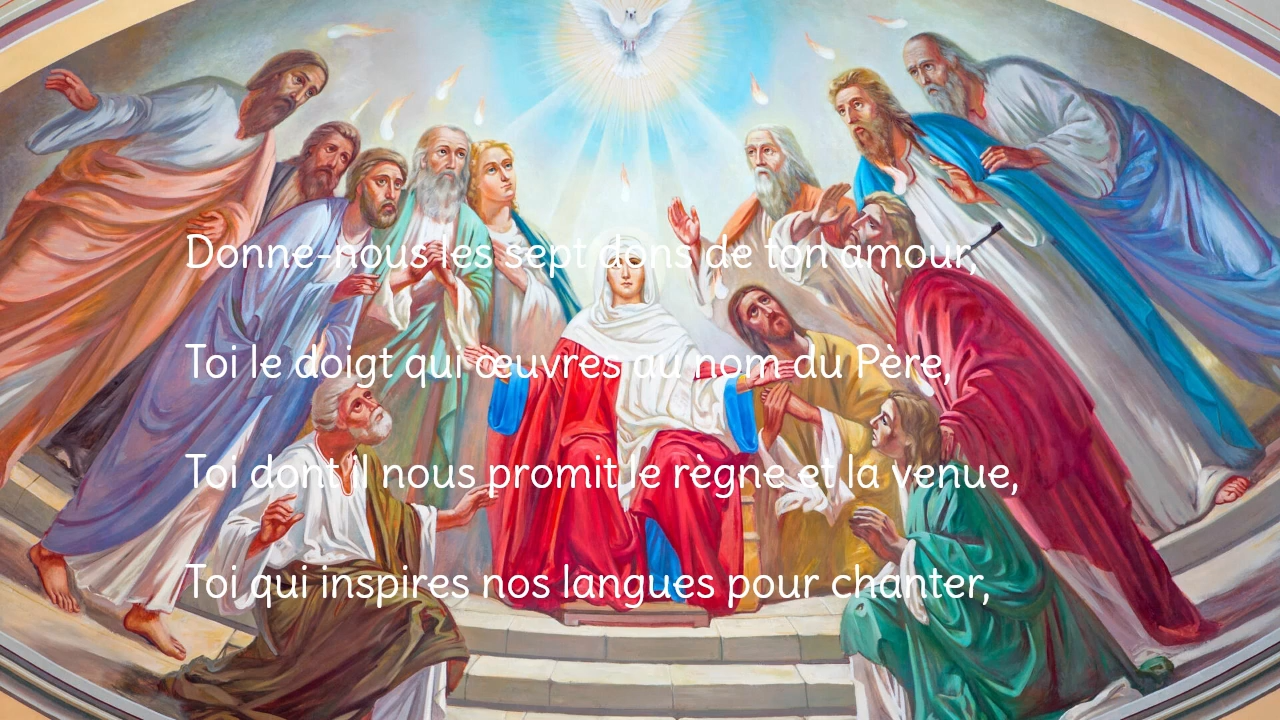 Donne-nous les sept dons de ton amour,
Toi le doigt qui œuvres au nom du Père,
Toi dont il nous promit le règne et la venue,
Toi qui inspires nos langues pour chanter,